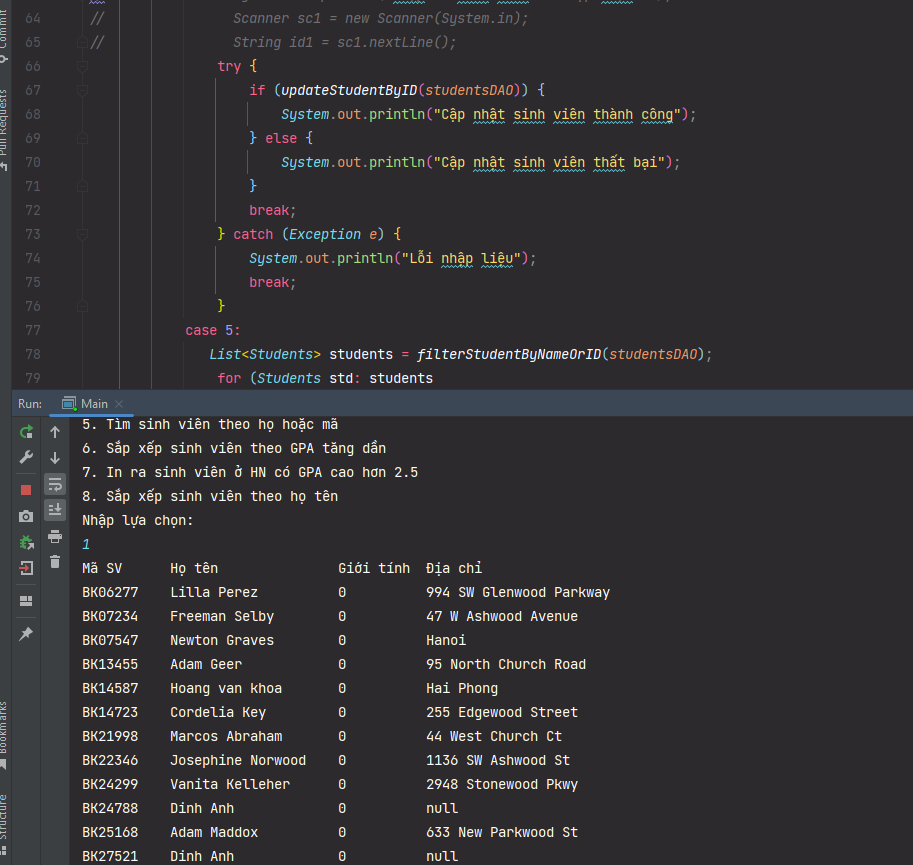 Commit
Pull Requests
64 // Scanner sc1 = new Scanner(System.in);
65 // String id1 = sc1.nextLine();
66 try {
67 if (updateStudentByID(studentsDAO)) {
68 System.out.println("Cập nhật sinh viên thành công");
69 } else {
70 System.out.println("Cập nhật sinh viên thất bại");
71 }
72 break;
73 } catch (Exception e) {
74 System.out.println("Lỗi nhập liệu");
75 break;
76 }
77 case 5:
78 List<Students> students = filterStudentByNameOrID(studentsDAO);
79 for (Students std: students
Run: Main
5. Tìm sinh viên theo họ hoặc mã
6. Sắp xếp sinh viên theo GPA tăng dần
7. In ra sinh viên ở HN có GPA cao hơn 2.5
8. Sắp xếp sinh viên theo họ tên
Nhập lựa chọn:
1
Mã SV Họ tên Giới tính Địa chỉ
BK06277 Lilla Perez 0 994 SW Glenwood Parkway
BK07234 Freeman Selby 0 47 W Ashwood Avenue
BK07547 Newton Graves 0 Hanoi
BK13455 Adam Geer 0 95 North Church Road
BK14587 Hoang van khoa 0 Hai Phong
BK14723 Cordelia Key 0 255 Edgewood Street
BK21998 Marcos Abraham 0 44 West Church Ct
BK22346 Josephine Norwood 0 1136 SW Ashwood St
BK24299 Vanita Kelleher 0 2948 Stonewood Pkwy
BK24788 Dinh Anh 0 null
BK25168 Adam Maddox 0 633 New Parkwood St
BK27521 Dinh Anh 0 null
Bookmarks
Structure